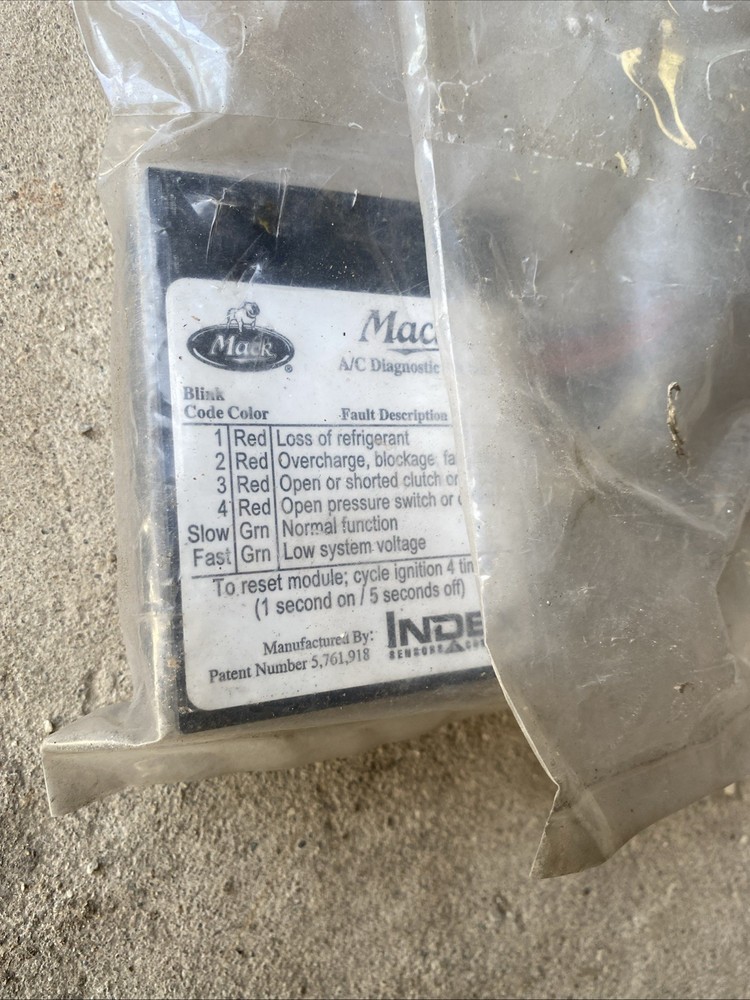 Mack
®
A/C Diagnostic
Blink
Code Color Fault Description
1 Red Loss of refrigerant
2 Red Overcharge, blockage
3 Red Open or shorted clutch or
4 Red Open pressure switch or
Slow Grn Normal function
Fast Grn Low system voltage
To reset module; cycle ignition 4
(1 second on / 5 seconds off)
Manufactured By:
Patent Number 5,761,918